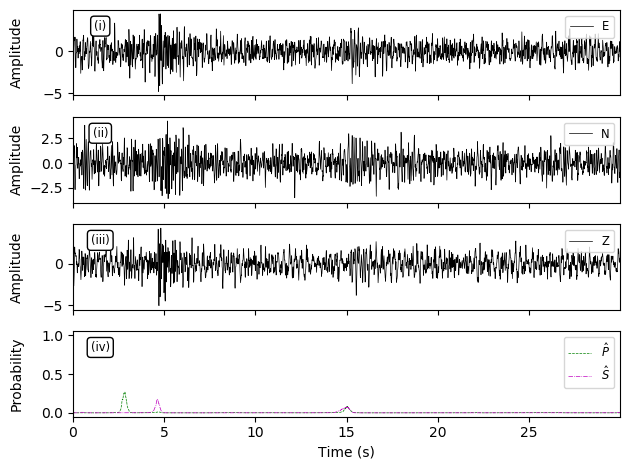 (i)
E
Amplitude
0
−5
(ii)
N
Amplitude
2.5
0.0
−2.5
(iii)
Z
Amplitude
0
−5
(iv)
P̂
Ŝ
Probability
1.0
0.5
0.0
0 5 10 15 20 25
Time (s)